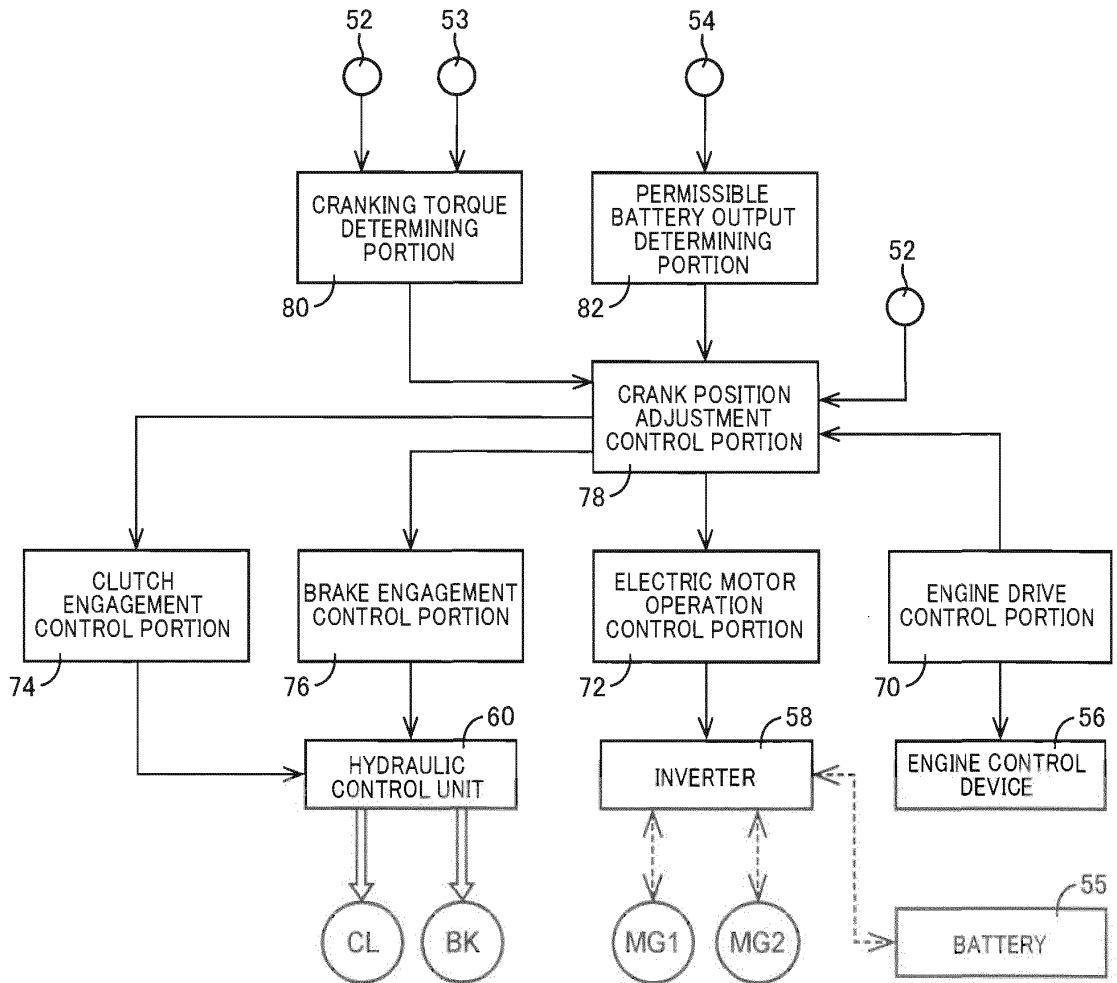 52
53
54
CRANKING TORQUE
DETERMINING
PORTION
80
PERMISSIBLE
BATTERY OUTPUT
DETERMINING
PORTION
82
52
CRANK POSITION
ADJUSTMENT
CONTROL PORTION
78
CLUTCH
ENGAGEMENT
CONTROL PORTION
74
BRAKE ENGAGEMENT
CONTROL PORTION
76
ELECTRIC MOTOR
OPERATION
CONTROL PORTION
72
ENGINE DRIVE
CONTROL PORTION
70
60
HYDRAULIC
CONTROL UNIT
58
INVERTER
56
ENGINE CONTROL
DEVICE
CL
BK
MG1
MG2
55
BATTERY